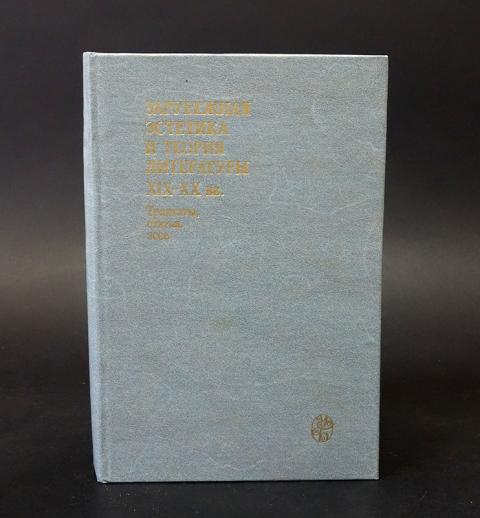 ЗАРУБЕЖНАЯ
ЭСТЕТИКА
И ТЕОРИЯ
ЛИТЕРАТУРЫ
XIX-XX вв.
Трактаты,
статьи,
эссе